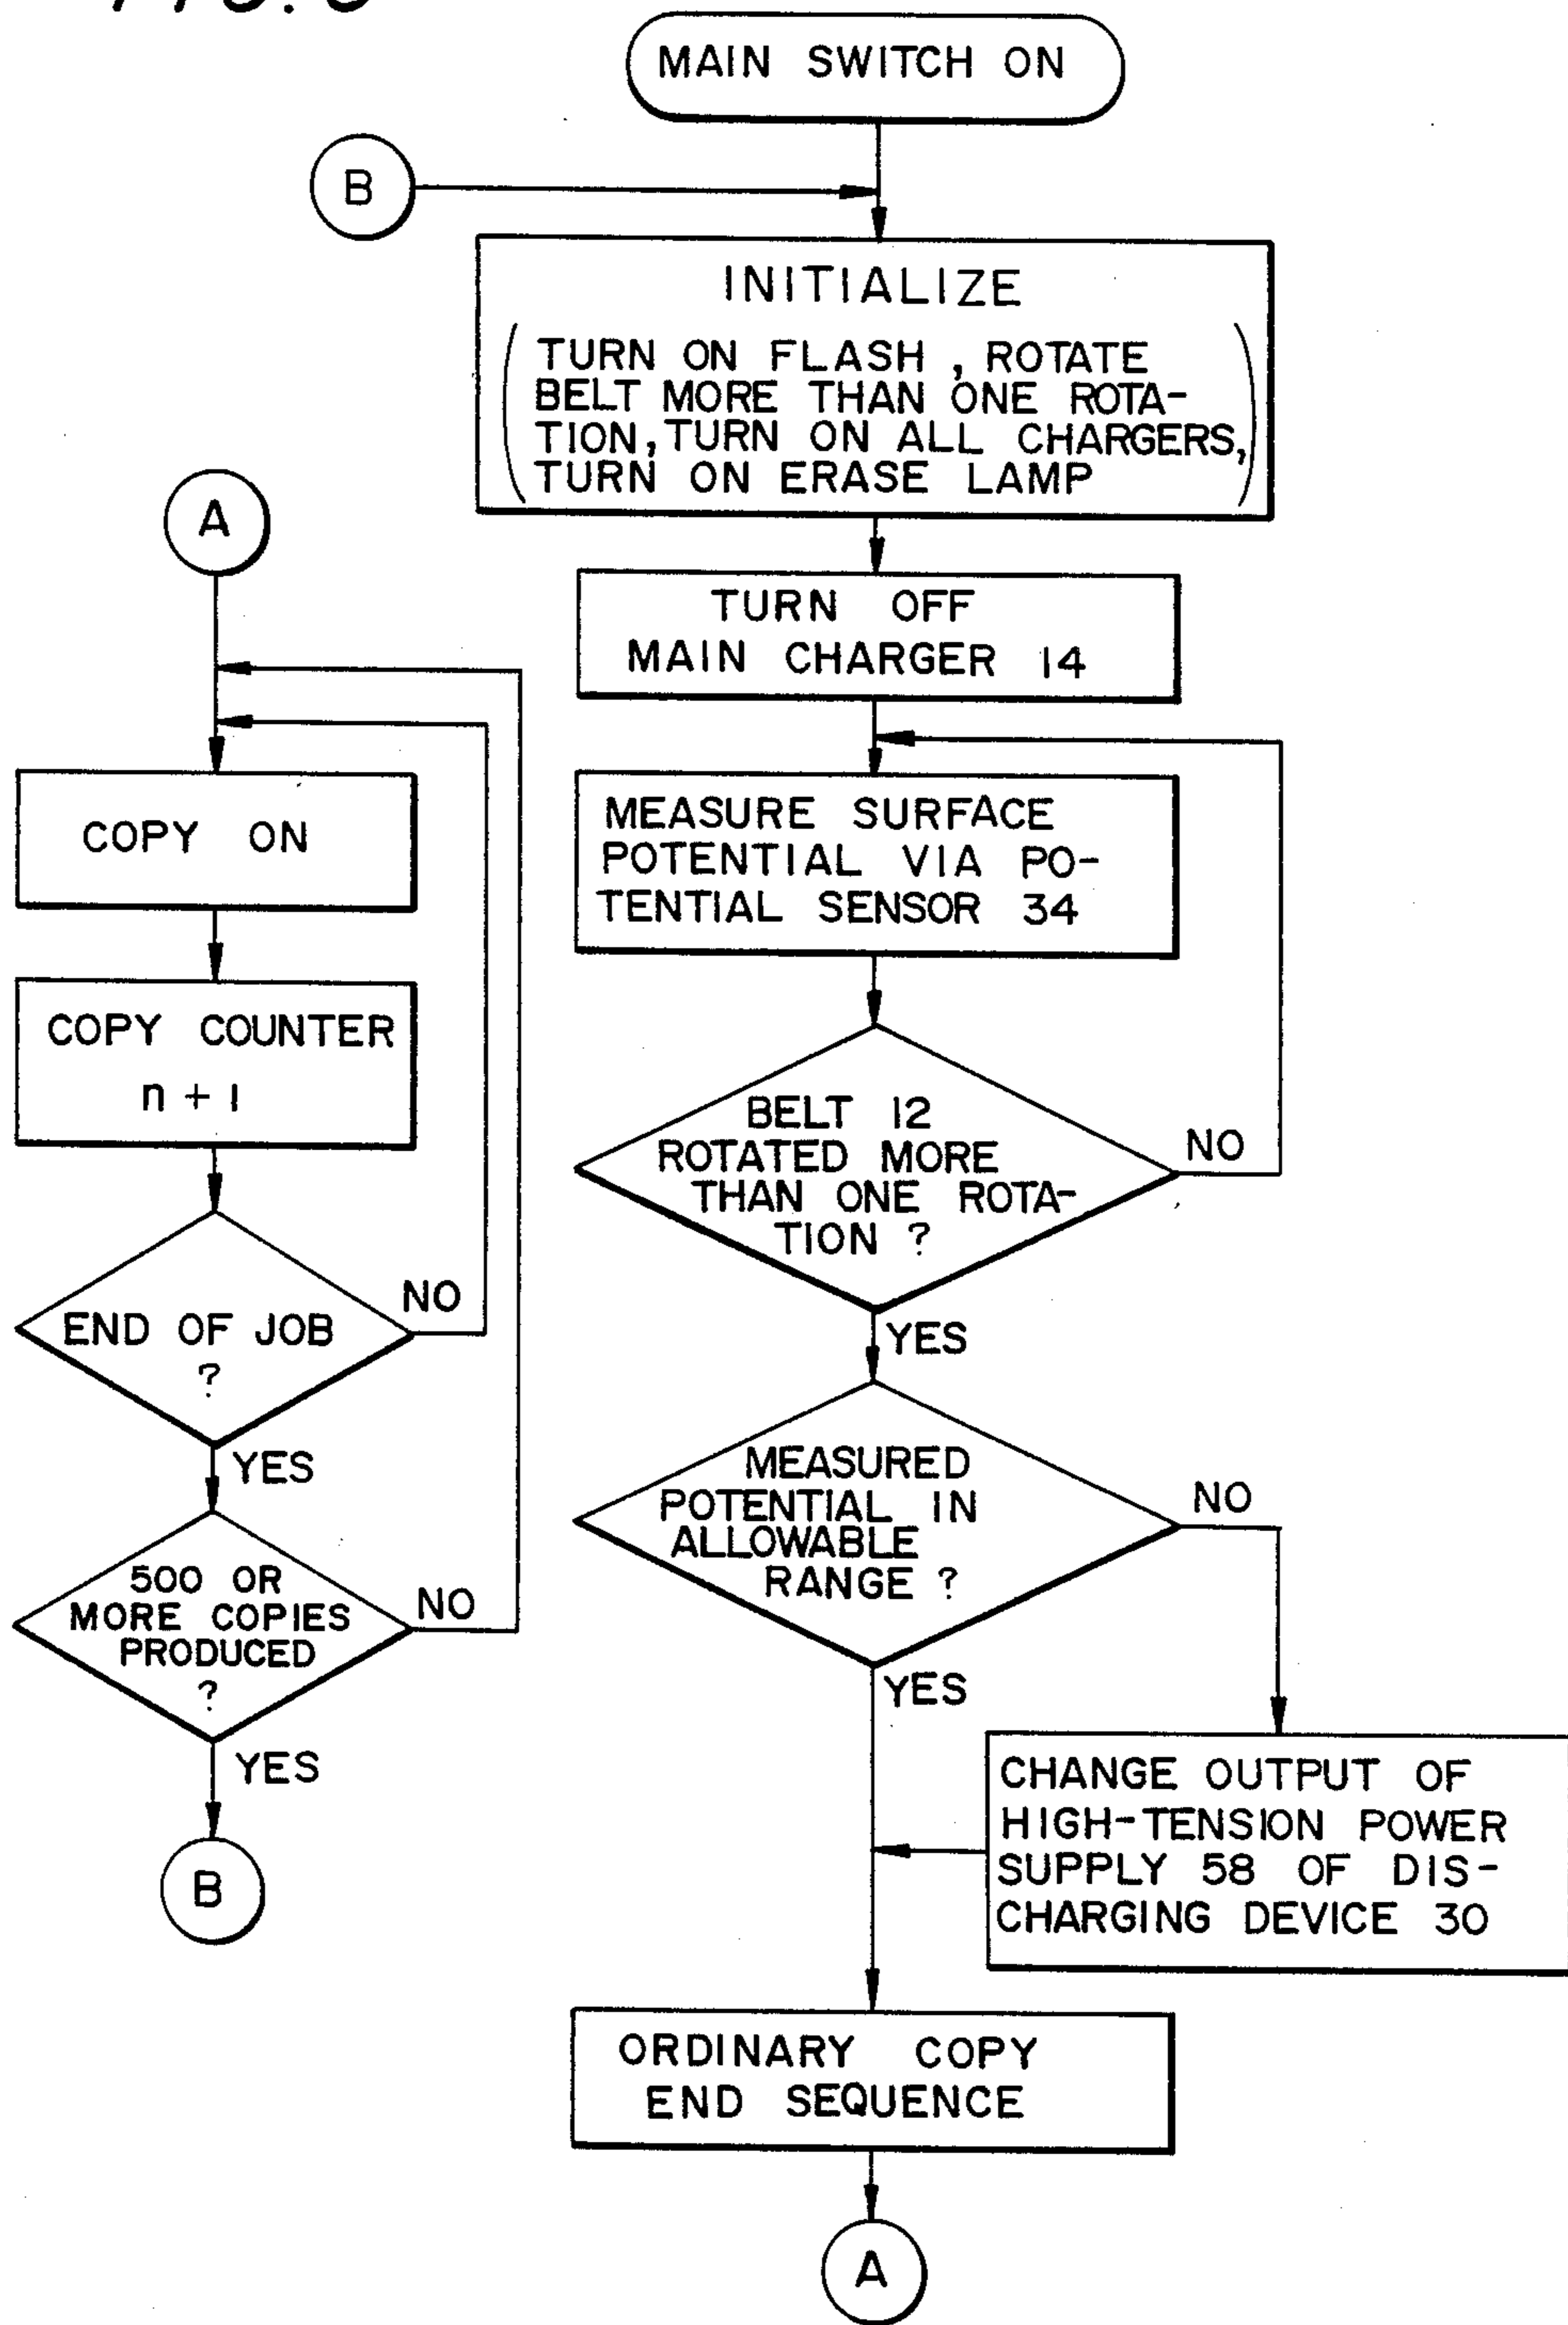 MAIN SWITCH ON
B
INITIALIZE
(TURN ON FLASH , ROTATE
BELT MORE THAN ONE ROTA-
TION, TURN ON ALL CHARGERS,
TURN ON ERASE LAMP)
TURN OFF
MAIN CHARGER 14
MEASURE SURFACE
POTENTIAL VIA PO-
TENTIAL SENSOR 34
BELT 12
ROTATED MORE
THAN ONE ROTA-
TION ?
NO
YES
MEASURED
POTENTIAL IN
ALLOWABLE
RANGE ?
NO
YES
CHANGE OUTPUT OF
HIGH-TENSION POWER
SUPPLY 58 OF DIS-
CHARGING DEVICE 30
ORDINARY COPY
END SEQUENCE
A
A
COPY ON
COPY COUNTER
n + 1
END OF JOB
?
NO
YES
500 OR
MORE COPIES
PRODUCED
?
NO
YES
B